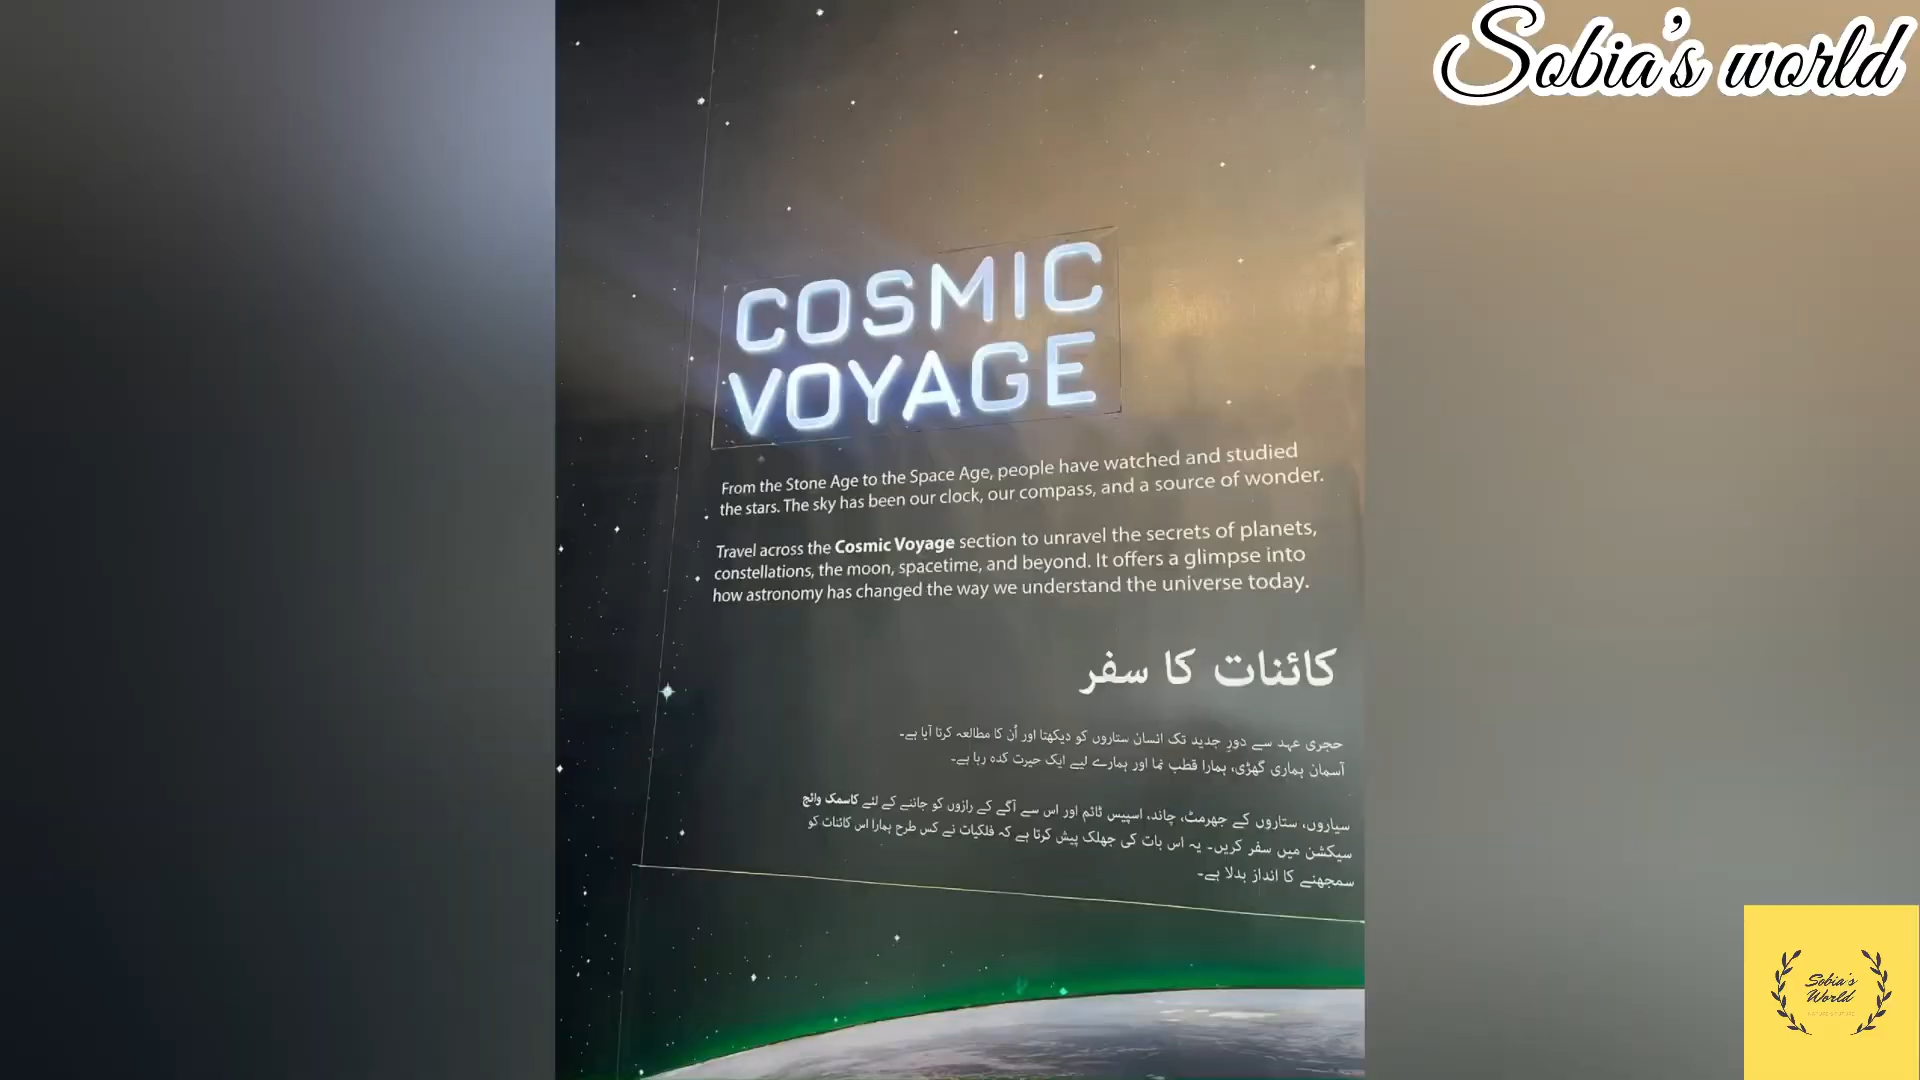 Sobia's world
COSMIC
VOYAGE
From the Stone Age to the Space Age, people have watched and studied
the stars. The sky has been our clock, our compass, and a source of wonder.
Travel across the Cosmic Voyage section to unravel the secrets of planets,
constellations, the moon, spacetime, and beyond. It offers a glimpse into
how astronomy has changed the way we understand the universe today.
کائنات کا سفر
حجری عہد سے دورِ جدید تک انسان ستاروں کو دیکھتا اور اُن کا مطالعہ کرتا آیا ہے۔
آسمان ہماری گھڑی، ہمارا قطب نما اور ہمارے لیے ایک حیرت کدہ رہا ہے۔
سیاروں، ستاروں کے جھرمٹ، چاند، اسپیس ٹائم اور اس سے آگے کے رازوں کو جاننے کے لئے کاسمک وائج
سیکشن میں سفر کریں۔ یہ اس بات کی جھلک پیش کرتا ہے کہ فلکیات نے کس طرح ہمارا اس کائنات کو
سمجھنے کا انداز بدلا ہے۔
Sobia's
World